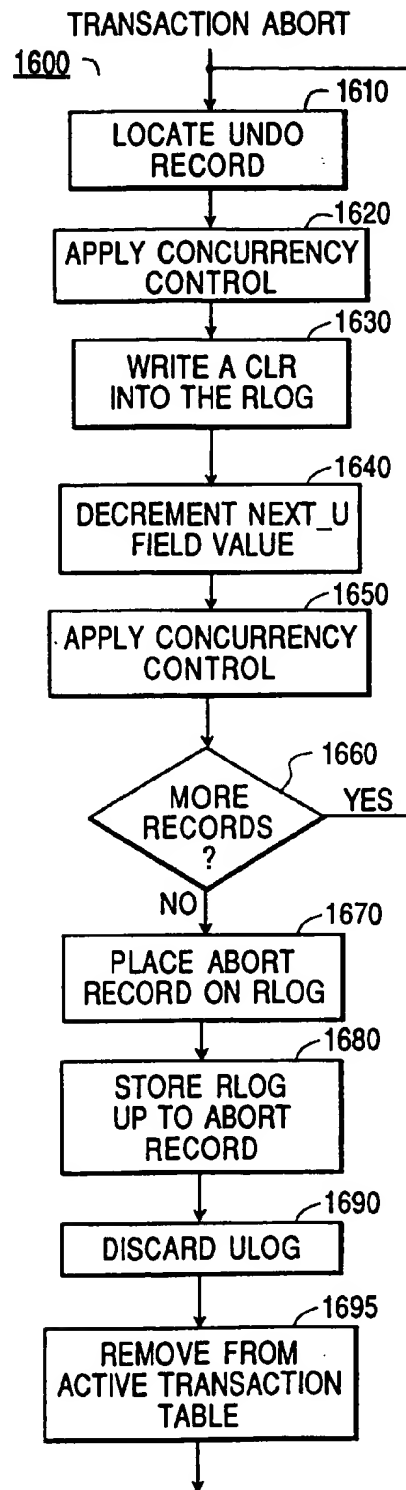 TRANSACTION ABORT
1600
1610
LOCATE UNDO
RECORD
1620
APPLY CONCURRENCY
CONTROL
1630
WRITE A CLR
INTO THE RLOG
1640
DECREMENT NEXT_U
FIELD VALUE
1650
APPLY CONCURRENCY
CONTROL
1660
MORE
RECORDS
?
YES
NO
1670
PLACE ABORT
RECORD ON RLOG
1680
STORE RLOG
UP TO ABORT
RECORD
1690
DISCARD ULOG
1695
REMOVE FROM
ACTIVE TRANSACTION
TABLE